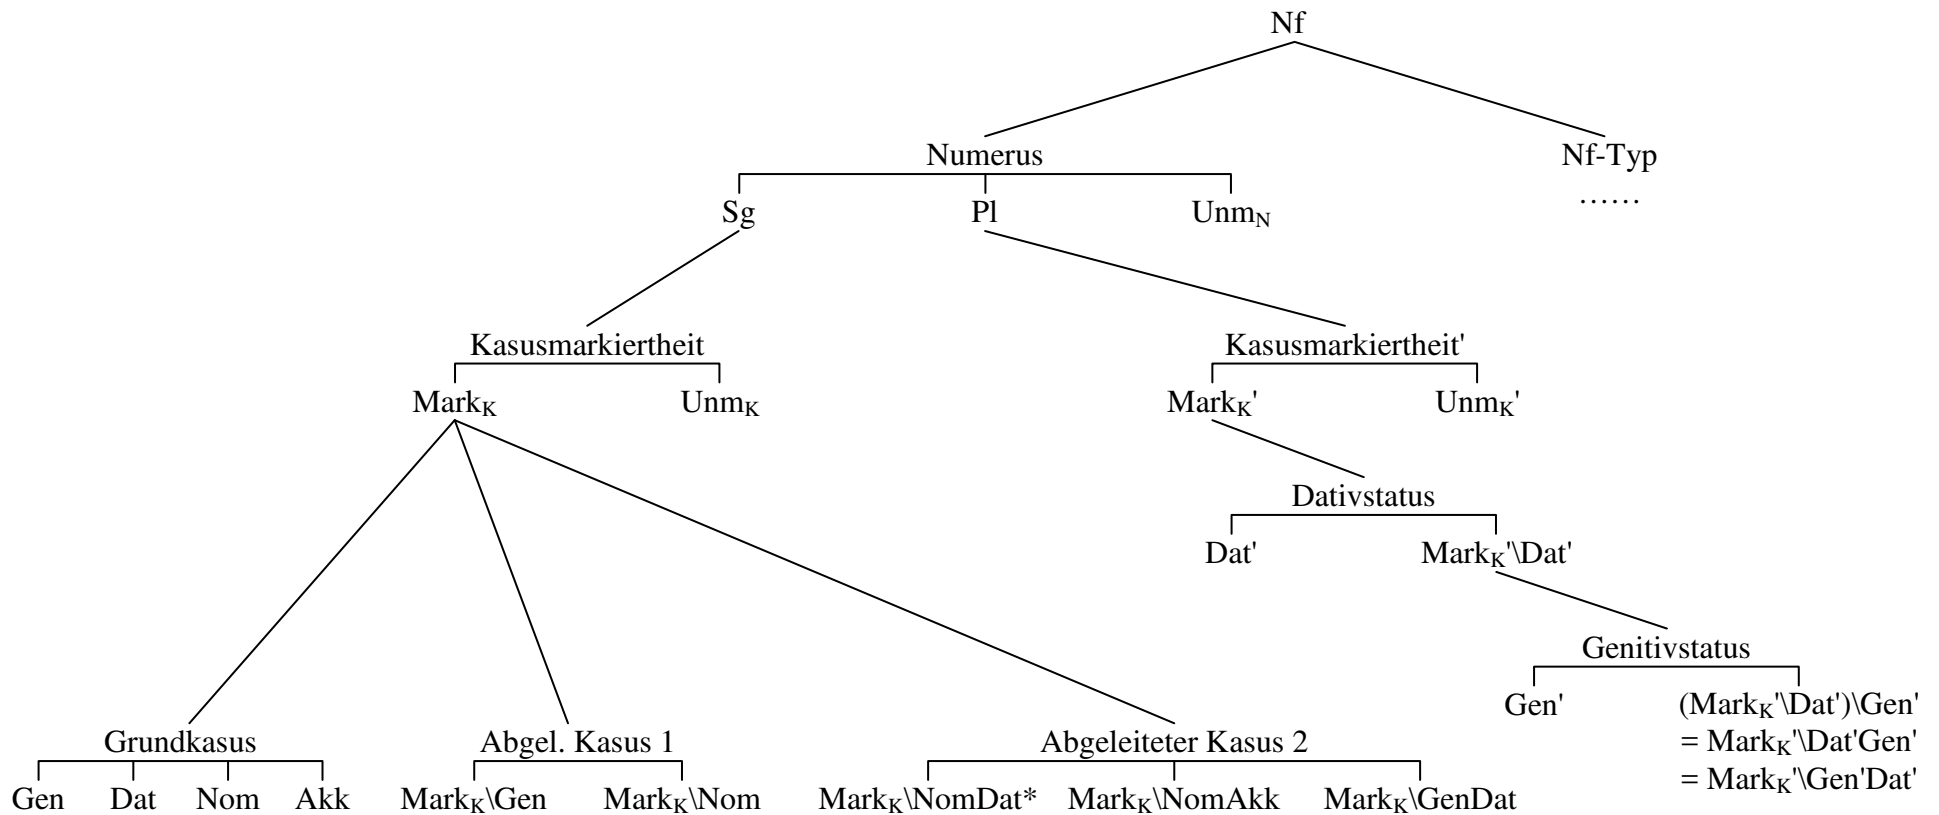 Nf
Numerus Nf-Typ
Sg Pl Unm_N ……
Kasusmarkiertheit Kasusmarkiertheit'
Mark_K Unm_K Mark_K' Unm_K'
Dativstatus
Dat' Mark_K'\Dat'
Genitivstatus
Gen' (Mark_K'\Dat')\Gen'
Grundkasus Abgel. Kasus 1 Abgeleiteter Kasus 2 = Mark_K'\Dat'Gen'
= Mark_K'\Gen'Dat'
Gen Dat Nom Akk Mark_K\Gen Mark_K\Nom Mark_K\NomDat* Mark_K\NomAkk Mark_K\GenDat